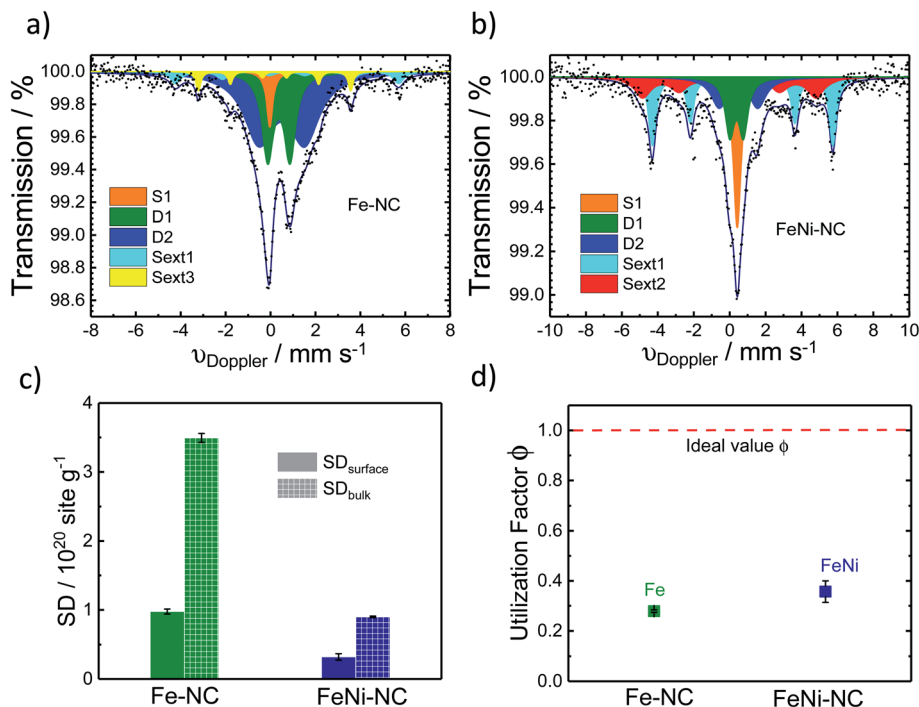 a)
Transmission / %
100.0
99.8
99.6
99.4
99.2
99.0
98.8
98.6
S1
D1
D2
Sext1
Sext3
Fe-NC
-8 -6 -4 -2 0 2 4 6 8
υDoppler / mm s⁻¹
b)
Transmission / %
100.0
99.8
99.6
99.4
99.2
99.0
S1
D1
D2
Sext1
Sext2
FeNi-NC
-10 -8 -6 -4 -2 0 2 4 6 8 10
υDoppler / mm s⁻¹
c)
SD / 10²⁰ site g⁻¹
4
3
2
1
0
SDsurface
SDbulk
Fe-NC FeNi-NC
d)
Utilization Factor ϕ
1.0
0.8
0.6
0.4
0.2
0.0
Ideal value ϕ
Fe
FeNi
Fe-NC FeNi-NC